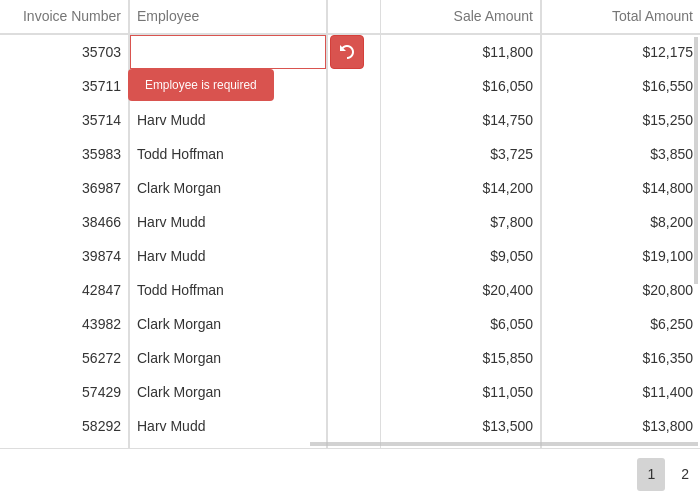 Invoice Number Employee Sale Amount Total Amount
35703 $11,800 $12,175
35711 Employee is required $16,050 $16,550
35714 Harv Mudd $14,750 $15,250
35983 Todd Hoffman $3,725 $3,850
36987 Clark Morgan $14,200 $14,800
38466 Harv Mudd $7,800 $8,200
39874 Harv Mudd $9,050 $19,100
42847 Todd Hoffman $20,400 $20,800
43982 Clark Morgan $6,050 $6,250
56272 Clark Morgan $15,850 $16,350
57429 Clark Morgan $11,050 $11,400
58292 Harv Mudd $13,500 $13,800
1 2